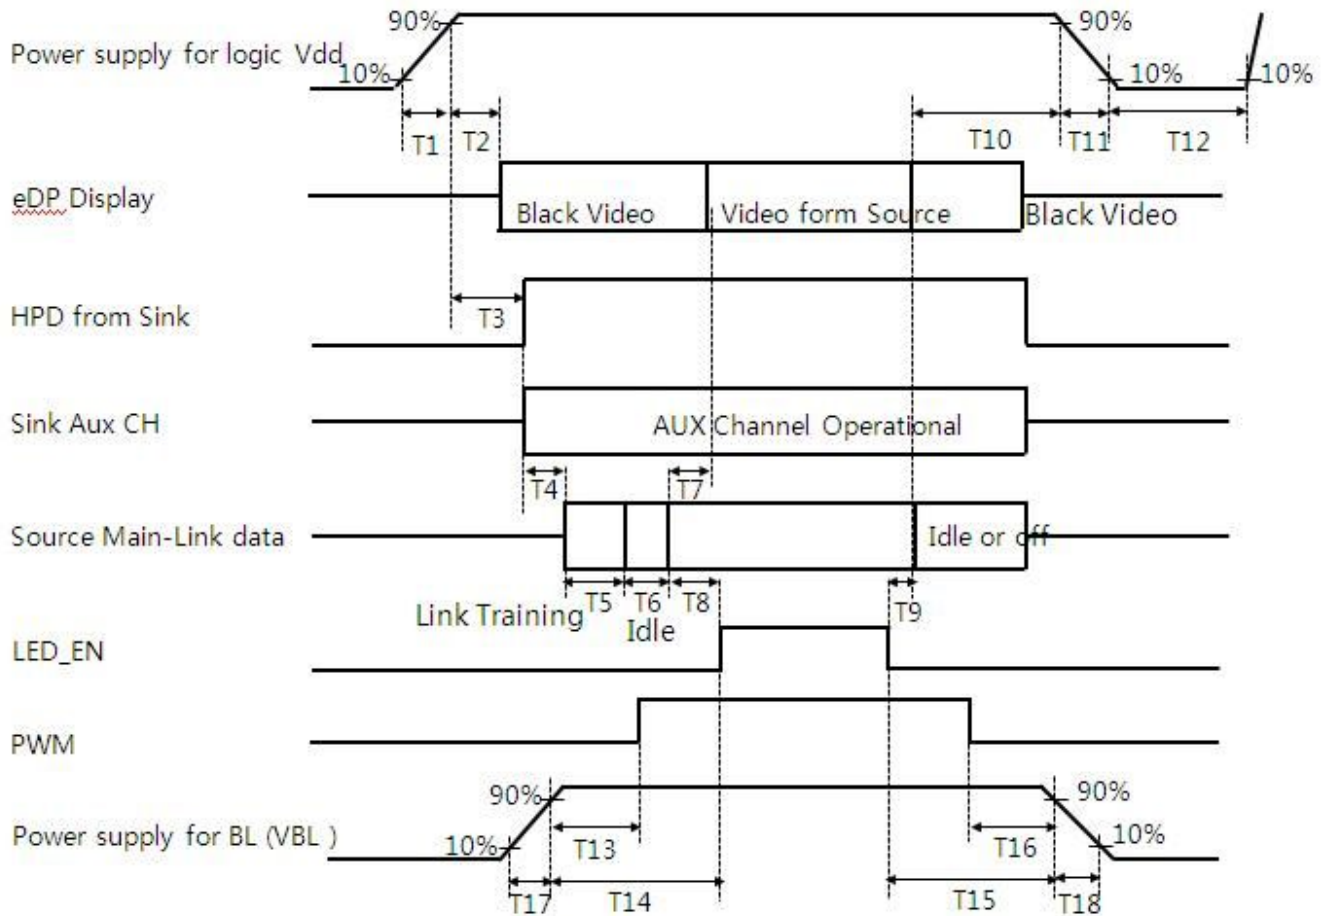 90%
90%
Power supply for logic Vdd
10%
10%
10%
T1
T2
T10
T11
T12
eDP Display
Black Video
Video form Source
Black Video
HPD from Sink
T3
Sink Aux CH
AUX Channel Operational
T4
T7
Source Main-Link data
Idle or off
T5
T6
T8
T9
Link Training
Idle
LED_EN
PWM
90%
90%
Power supply for BL (VBL )
10%
10%
T13
T16
T17
T14
T15
T18